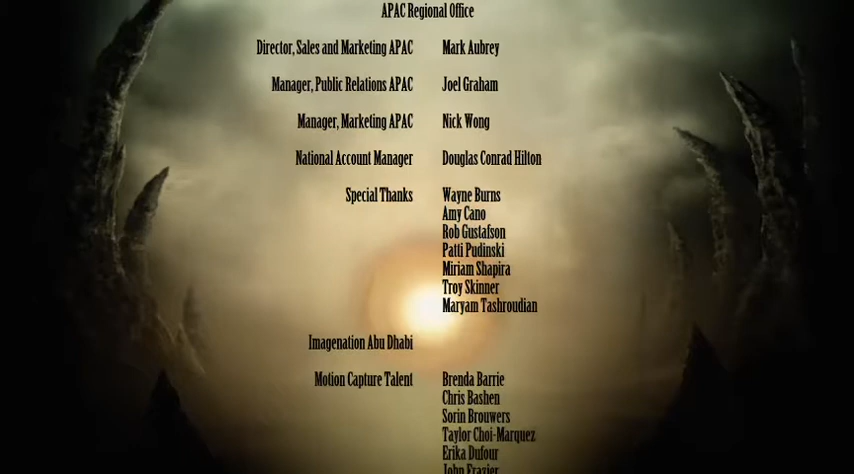 APAC Regional Office
Director, Sales and Marketing APAC Mark Aubrey
Manager, Public Relations APAC Joel Graham
Manager, Marketing APAC Nick Wong
National Account Manager Douglas Conrad Hilton
Special Thanks Wayne Burns
Amy Cano
Rob Gustafson
Patti Pudinski
Miriam Shapira
Troy Skinner
Maryam Tashroudian
Imagenation Abu Dhabi
Motion Capture Talent Brenda Barrie
Chris Bashen
Sorin Brouwers
Taylor Choi-Marquez
Erika Dufour
John Frazier